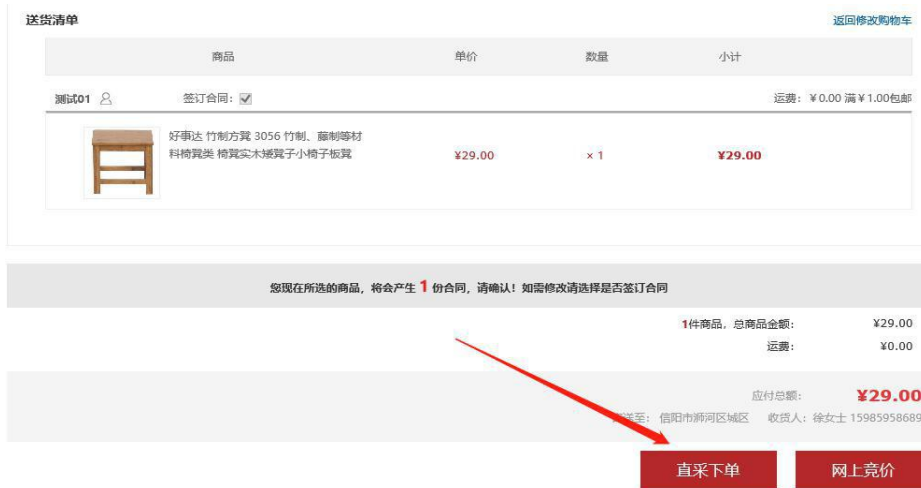 送货清单 返回修改购物车
商品 单价 数量 小计
测试01 签订合同： 运费：￥0.00 满￥1.00包邮
好事达 竹制方凳 3056 竹制、藤制等材
料椅凳类 椅凳实木矮凳子小椅子板凳
¥29.00 × 1 ¥29.00
您现在所选的商品，将会产生 1 份合同，请确认！如需修改请选择是否签订合同
1件商品，总商品金额： ¥29.00
运费： ¥0.00
应付总额： ¥29.00
送至： 信阳市浉河区城区 收货人：徐女士 15985958689
直采下单 网上竞价